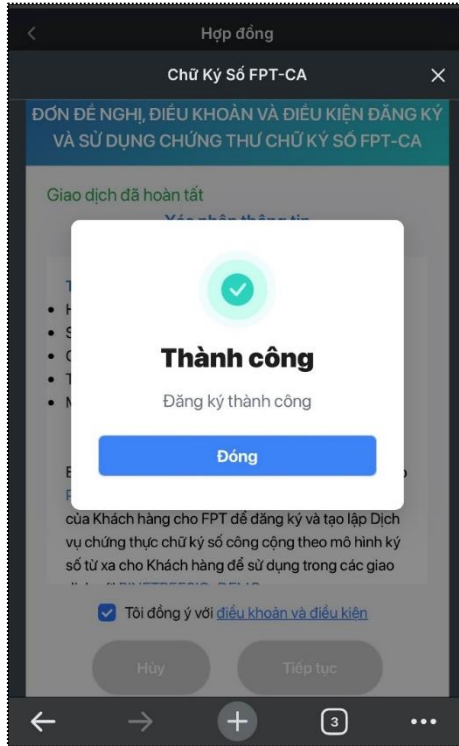 Hợp đồng
Chữ Ký Số FPT-CA
ĐƠN ĐỀ NGHỊ, ĐIỀU KHOẢN VÀ ĐIỀU KIỆN ĐĂNG KÝ
VÀ SỬ DỤNG CHỨNG THƯ CHỮ KÝ SỐ FPT-CA
Giao dịch đã hoàn tất
Xác nhận thông tin
Thành công
Đăng ký thành công
Đóng
của Khách hàng cho FPT để đăng ký và tạo lập Dịch
vụ chứng thực chữ ký số công cộng theo mô hình ký
số từ xa cho Khách hàng để sử dụng trong các giao
Tôi đồng ý với điều khoản và điều kiện
Hủy
Tiếp tục
3